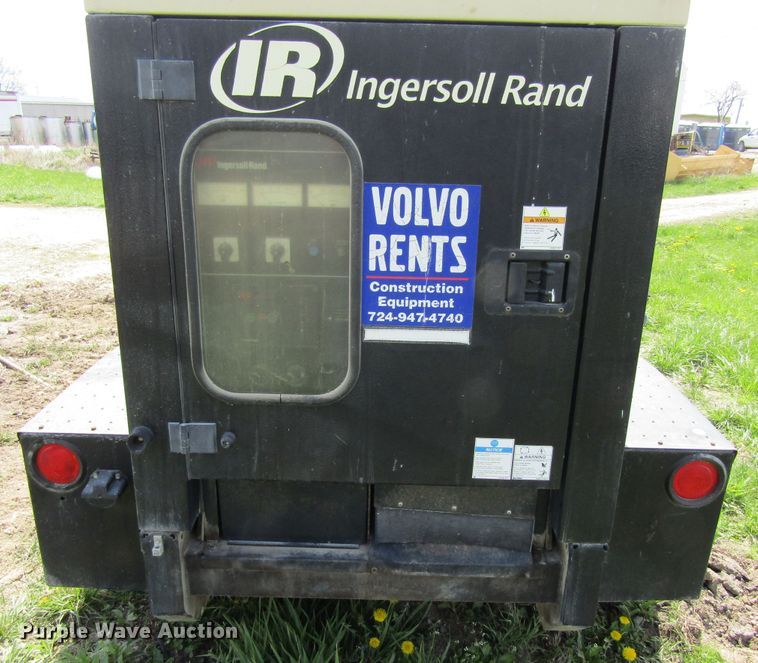 IR Ingersoll Rand
Ingersoll Rand
VOLVO
RENTS
Construction
Equipment
724-947-4740
WARNING
NOTICE
WARNING
Purple Wave Auction